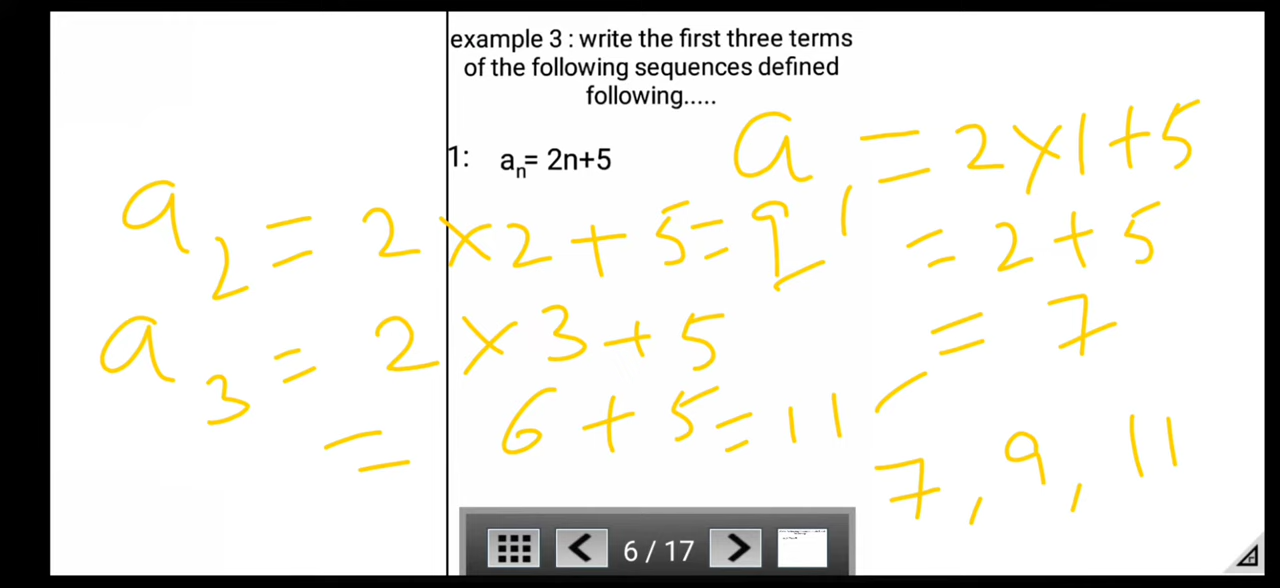 example 3 : write the first three terms
of the following sequences defined
following.....
1: aₙ= 2n+5
a₁ = 2×1+5
= 2+5
= 7
a₂ = 2×2+5=9
a₃ = 2×3+5
= 6+5=11
7, 9, 11
6 / 17